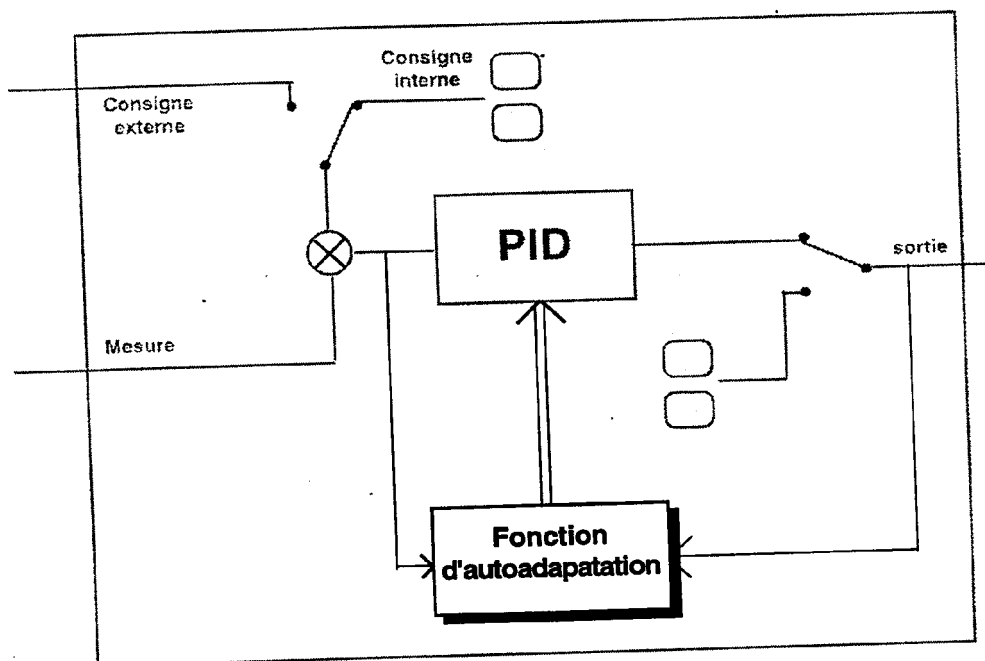 Consigne
interne
Consigne
externe
PID
sortie
Mesure
Fonction
d'autoadapatation